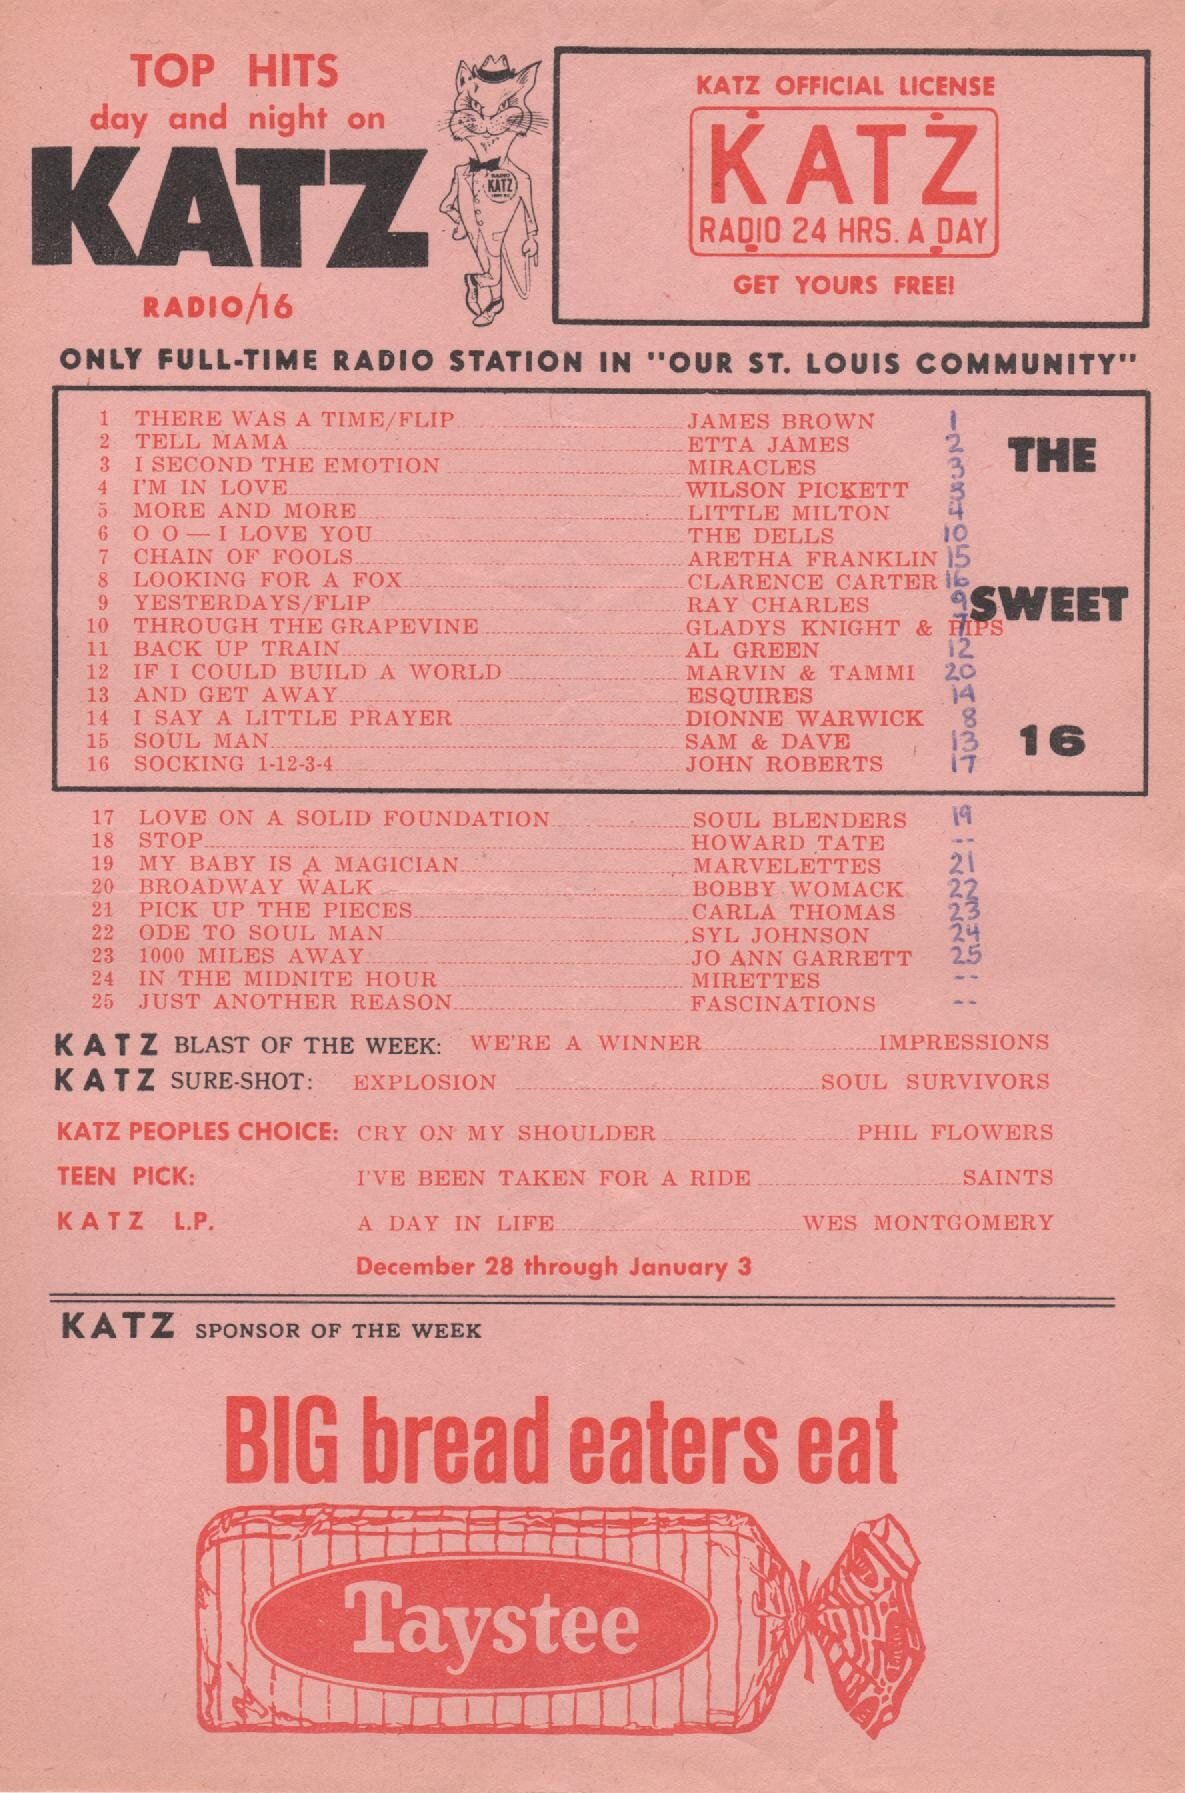 TOP HITS
day and night on
KATZ
RADIO/16
RADIO
KATZ
KATZ OFFICIAL LICENSE
KATZ
RADIO 24 HRS. A DAY
GET YOURS FREE!
ONLY FULL-TIME RADIO STATION IN "OUR ST. LOUIS COMMUNITY"
THE
SWEET
16
1 THERE WAS A TIME/FLIP JAMES BROWN 1
2 TELL MAMA ETTA JAMES 2
3 I SECOND THE EMOTION MIRACLES 3
4 I'M IN LOVE WILSON PICKETT 3
5 MORE AND MORE LITTLE MILTON 4
6 O O — I LOVE YOU THE DELLS 10
7 CHAIN OF FOOLS ARETHA FRANKLIN 15
8 LOOKING FOR A FOX CLARENCE CARTER 16
9 YESTERDAYS/FLIP RAY CHARLES 9
10 THROUGH THE GRAPEVINE GLADYS KNIGHT & PIPS 7
11 BACK UP TRAIN AL GREEN 12
12 IF I COULD BUILD A WORLD MARVIN & TAMMI 20
13 AND GET AWAY ESQUIRES 14
14 I SAY A LITTLE PRAYER DIONNE WARWICK 8
15 SOUL MAN SAM & DAVE 13
16 SOCKING 1-12-3-4 JOHN ROBERTS 17
17 LOVE ON A SOLID FOUNDATION SOUL BLENDERS 19
18 STOP HOWARD TATE --
19 MY BABY IS A MAGICIAN MARVELETTES 21
20 BROADWAY WALK BOBBY WOMACK 22
21 PICK UP THE PIECES CARLA THOMAS 23
22 ODE TO SOUL MAN SYL JOHNSON 24
23 1000 MILES AWAY JO ANN GARRETT 25
24 IN THE MIDNITE HOUR MIRETTES --
25 JUST ANOTHER REASON FASCINATIONS --
KATZ BLAST OF THE WEEK: WE'RE A WINNER IMPRESSIONS
KATZ SURE-SHOT: EXPLOSION SOUL SURVIVORS
KATZ PEOPLES CHOICE: CRY ON MY SHOULDER PHIL FLOWERS
TEEN PICK: I'VE BEEN TAKEN FOR A RIDE SAINTS
KATZ L.P. A DAY IN LIFE WES MONTGOMERY
December 28 through January 3
KATZ SPONSOR OF THE WEEK
BIG bread eaters eat
Taystee